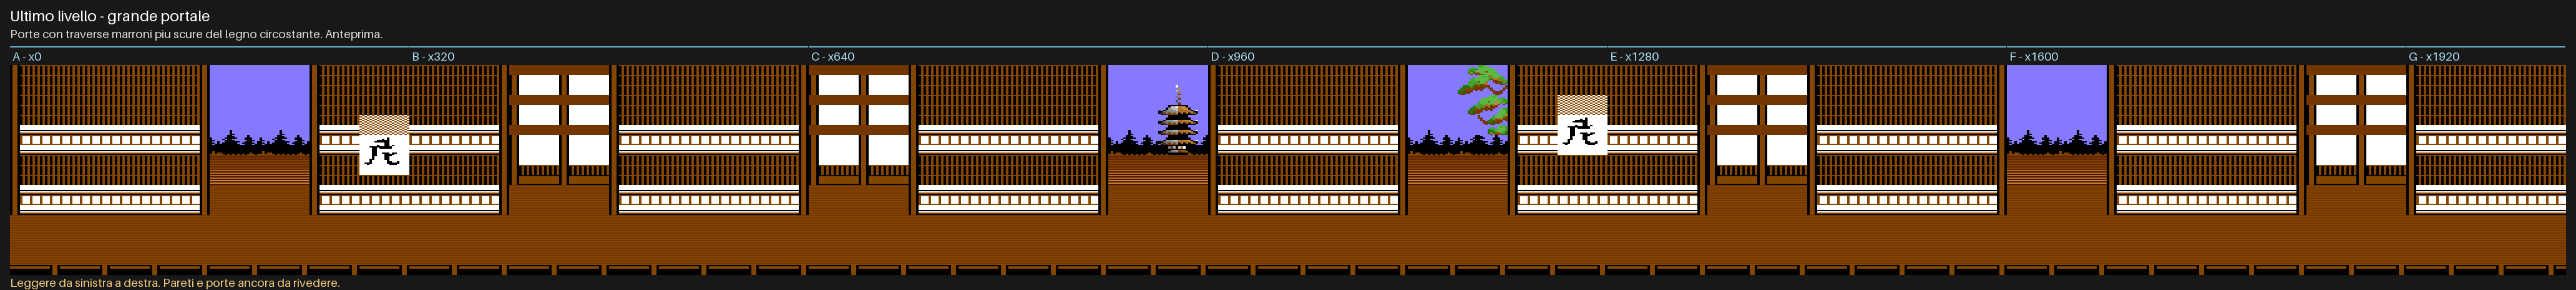 Ultimo livello - grande portale
Porte con traverse marroni piu scure del legno circostante. Anteprima.
A - x0
B - x320
C - x640
D - x960
E - x1280
F - x1600
G - x1920
Leggere da sinistra a destra. Pareti e porte ancora da rivedere.